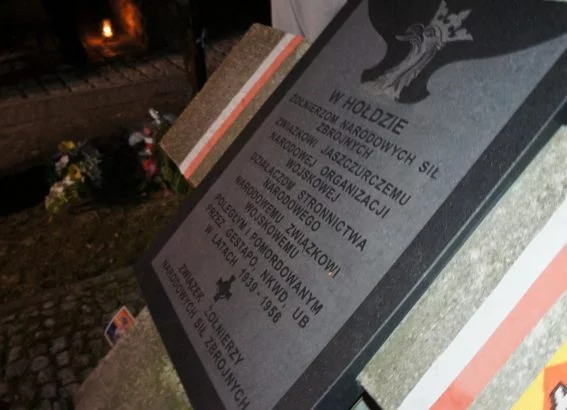 W HOŁDZIE
ŻOŁNIERZOM NARODOWYCH SIŁ
ZBROJNYCH
ZWIĄZKOWI JASZCZURCZEMU
NARODOWEJ ORGANIZACJI
WOJSKOWEJ
DZIAŁACZOM STRONNICTWA
NARODOWEGO
NARODOWEMU ZWIĄZKOWI
WOJSKOWEMU
POLEGŁYM I POMORDOWANYM
PRZEZ GESTAPO, NKWD, UB
W LATACH 1939-1956
ZWIĄZEK ŻOŁNIERZY
NARODOWYCH SIŁ ZBROJNYCH